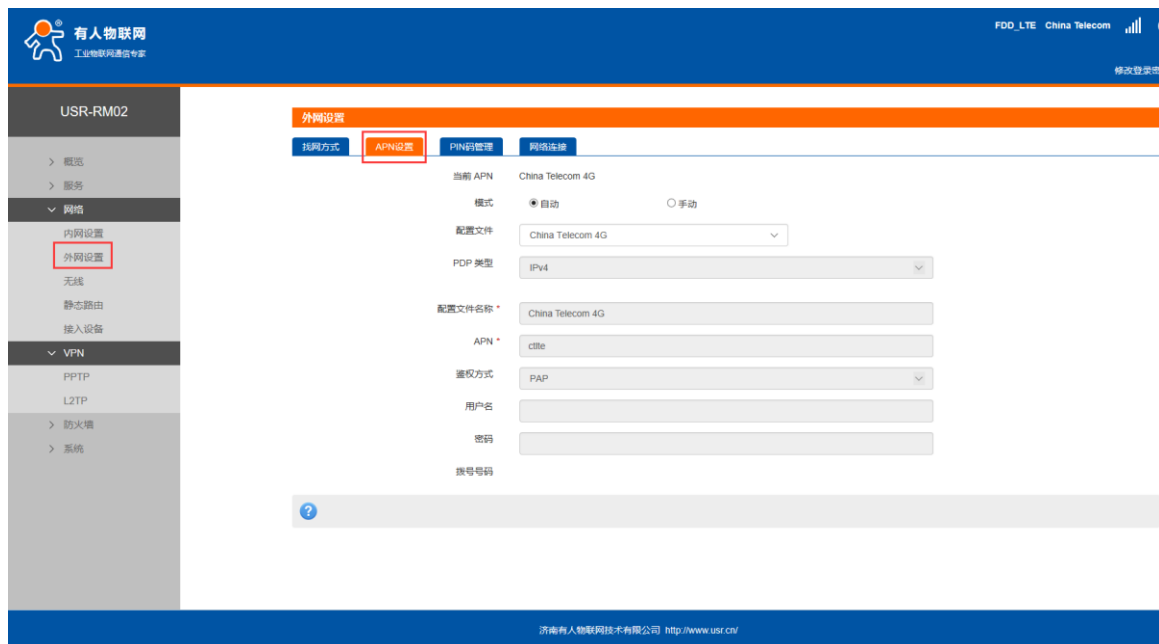 有人物联网
工业物联网通信专家
FDD_LTE China Telecom
修改登录密
USR-RM02
概览
服务
网络
内网设置
外网设置
无线
静态路由
接入设备
VPN
PPTP
L2TP
防火墙
系统
外网设置
找网方式 APN设置 PIN码管理 网络连接
当前 APN China Telecom 4G
模式 自动 手动
配置文件 China Telecom 4G
PDP 类型 IPv4
配置文件名称 * China Telecom 4G
APN * ctlte
鉴权方式 PAP
用户名
密码
拨号号码
济南有人物联网技术有限公司 http://www.usr.cn/